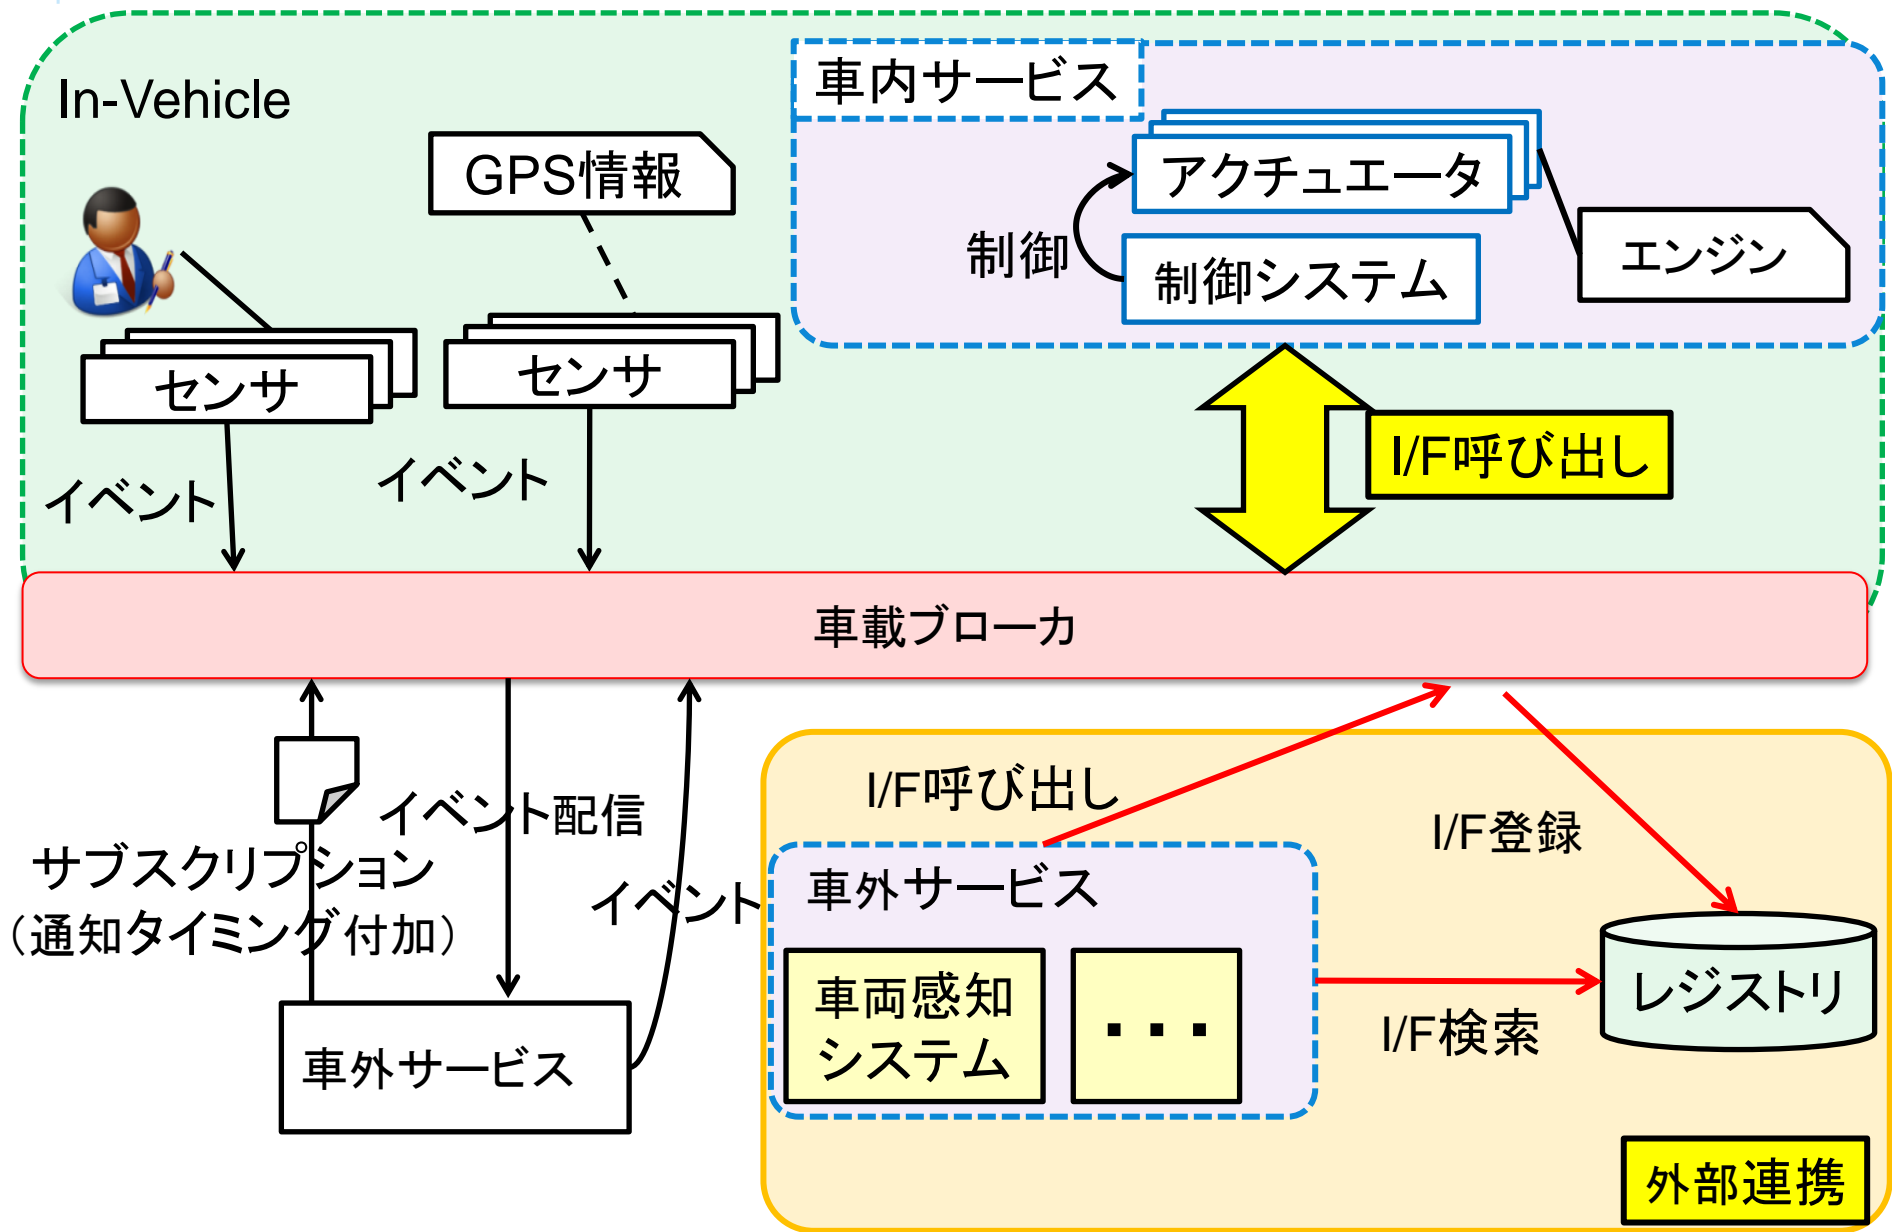 In-Vehicle
車内サービス
GPS情報
アクチュエータ
制御
制御システム
エンジン
センサ
センサ
イベント
イベント
I/F呼び出し
車載ブローカ
I/F呼び出し
イベント配信
サブスクリプション
（通知タイミング付加）
イベント
I/F登録
車外サービス
車両感知
システム
・・・
レジストリ
I/F検索
車外サービス
外部連携